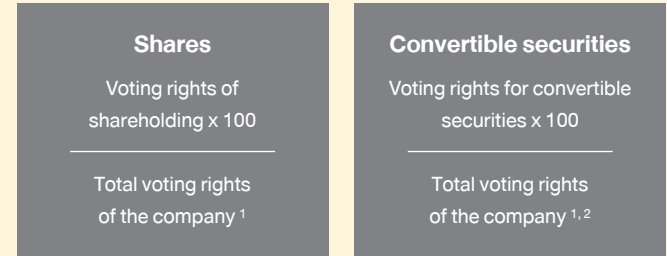 Shares
Voting rights of
shareholding x 100
Total voting rights
of the company 1
Convertible securities
Voting rights for convertible
securities x 100
Total voting rights
of the company 1, 2